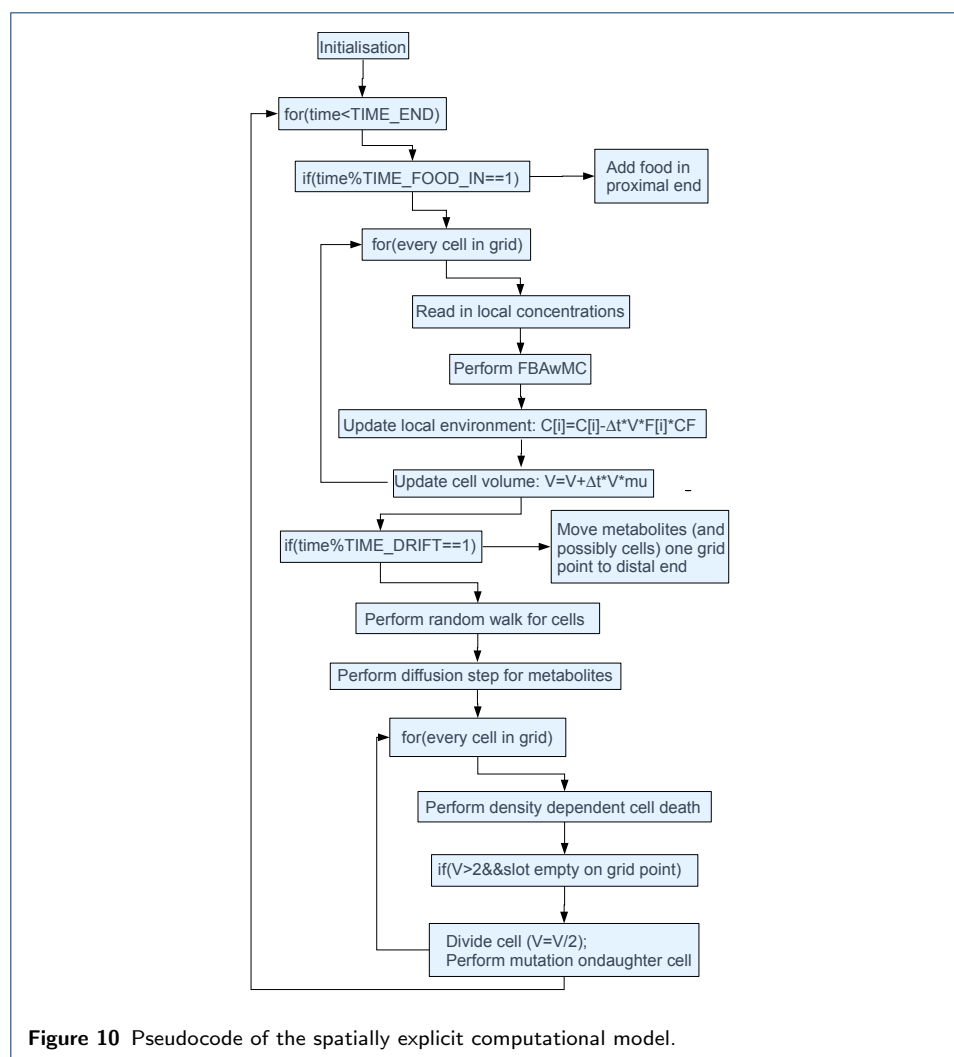 Initialisation
for(time<TIME_END)
if(time%TIME_FOOD_IN==1)
Add food in
proximal end
for(every cell in grid)
Read in local concentrations
Perform FBAwMC
Update local environment: C[i]=C[i]-Δt*V*F[i]*CF
Update cell volume: V=V+Δt*V*mu
if(time%TIME_DRIFT==1)
Move metabolites (and
possibly cells) one grid
point to distal end
Perform random walk for cells
Perform diffusion step for metabolites
for(every cell in grid)
Perform density dependent cell death
if(V>2&&slot empty on grid point)
Divide cell (V=V/2);
Perform mutation ondaughter cell
Figure 10 Pseudocode of the spatially explicit computational model.